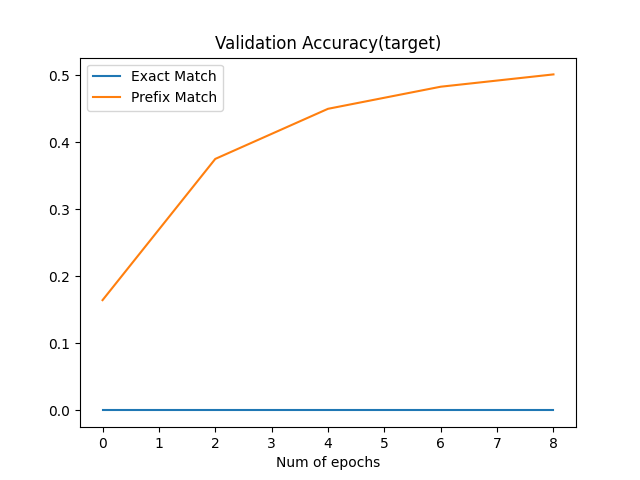 Validation Accuracy(target)
Exact Match
Prefix Match
0.5
0.4
0.3
0.2
0.1
0.0
0 1 2 3 4 5 6 7 8
Num of epochs